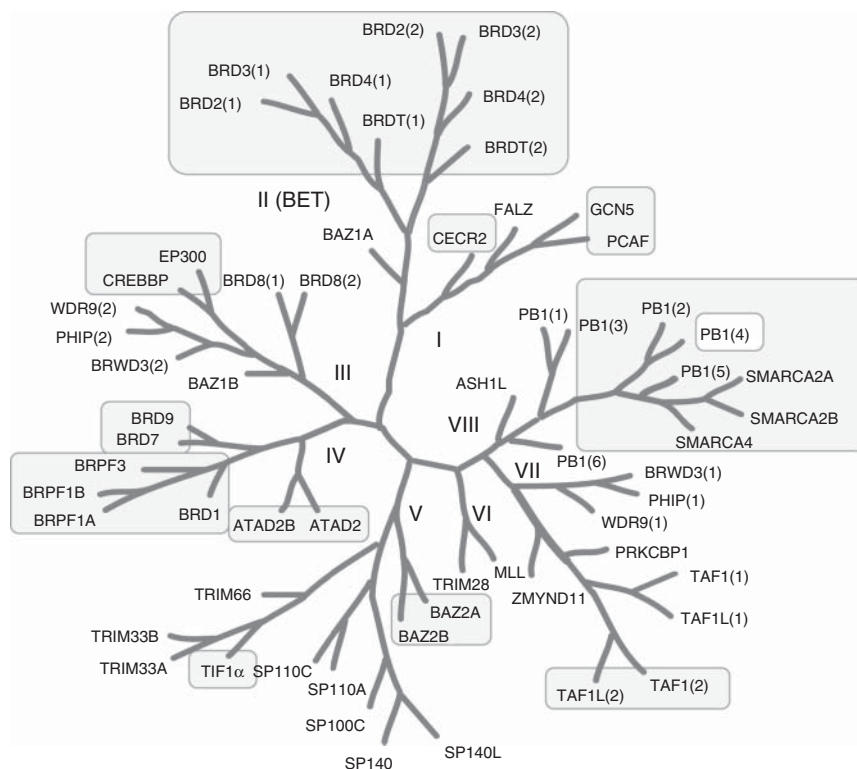 BRD2(2)
BRD3(2)
BRD3(1)
BRD4(1)
BRD2(1)
BRD4(2)
BRDT(1)
BRDT(2)
II (BET)
FALZ
GCN5
BAZ1A
CECR2
PCAF
EP300
CREBBP
BRD8(1)
BRD8(2)
WDR9(2)
PHIP(2)
BRWD3(2)
BAZ1B
III
I
PB1(1)
PB1(3)
PB1(2)
PB1(4)
PB1(5)
SMARCA2A
ASH1L
SMARCA2B
SMARCA4
VIII
PB1(6)
BRD9
BRD7
IV
BRPF3
BRPF1B
BRPF1A
BRD1
ATAD2B
ATAD2
V
VI
VII
BRWD3(1)
PHIP(1)
WDR9(1)
PRKCBP1
MLL
TRIM28
ZMYND11
TAF1(1)
TAF1L(1)
TRIM66
BAZ2A
BAZ2B
TRIM33B
TRIM33A
TIF1α
SP110C
SP110A
SP100C
SP140
SP140L
TAF1L(2)
TAF1(2)